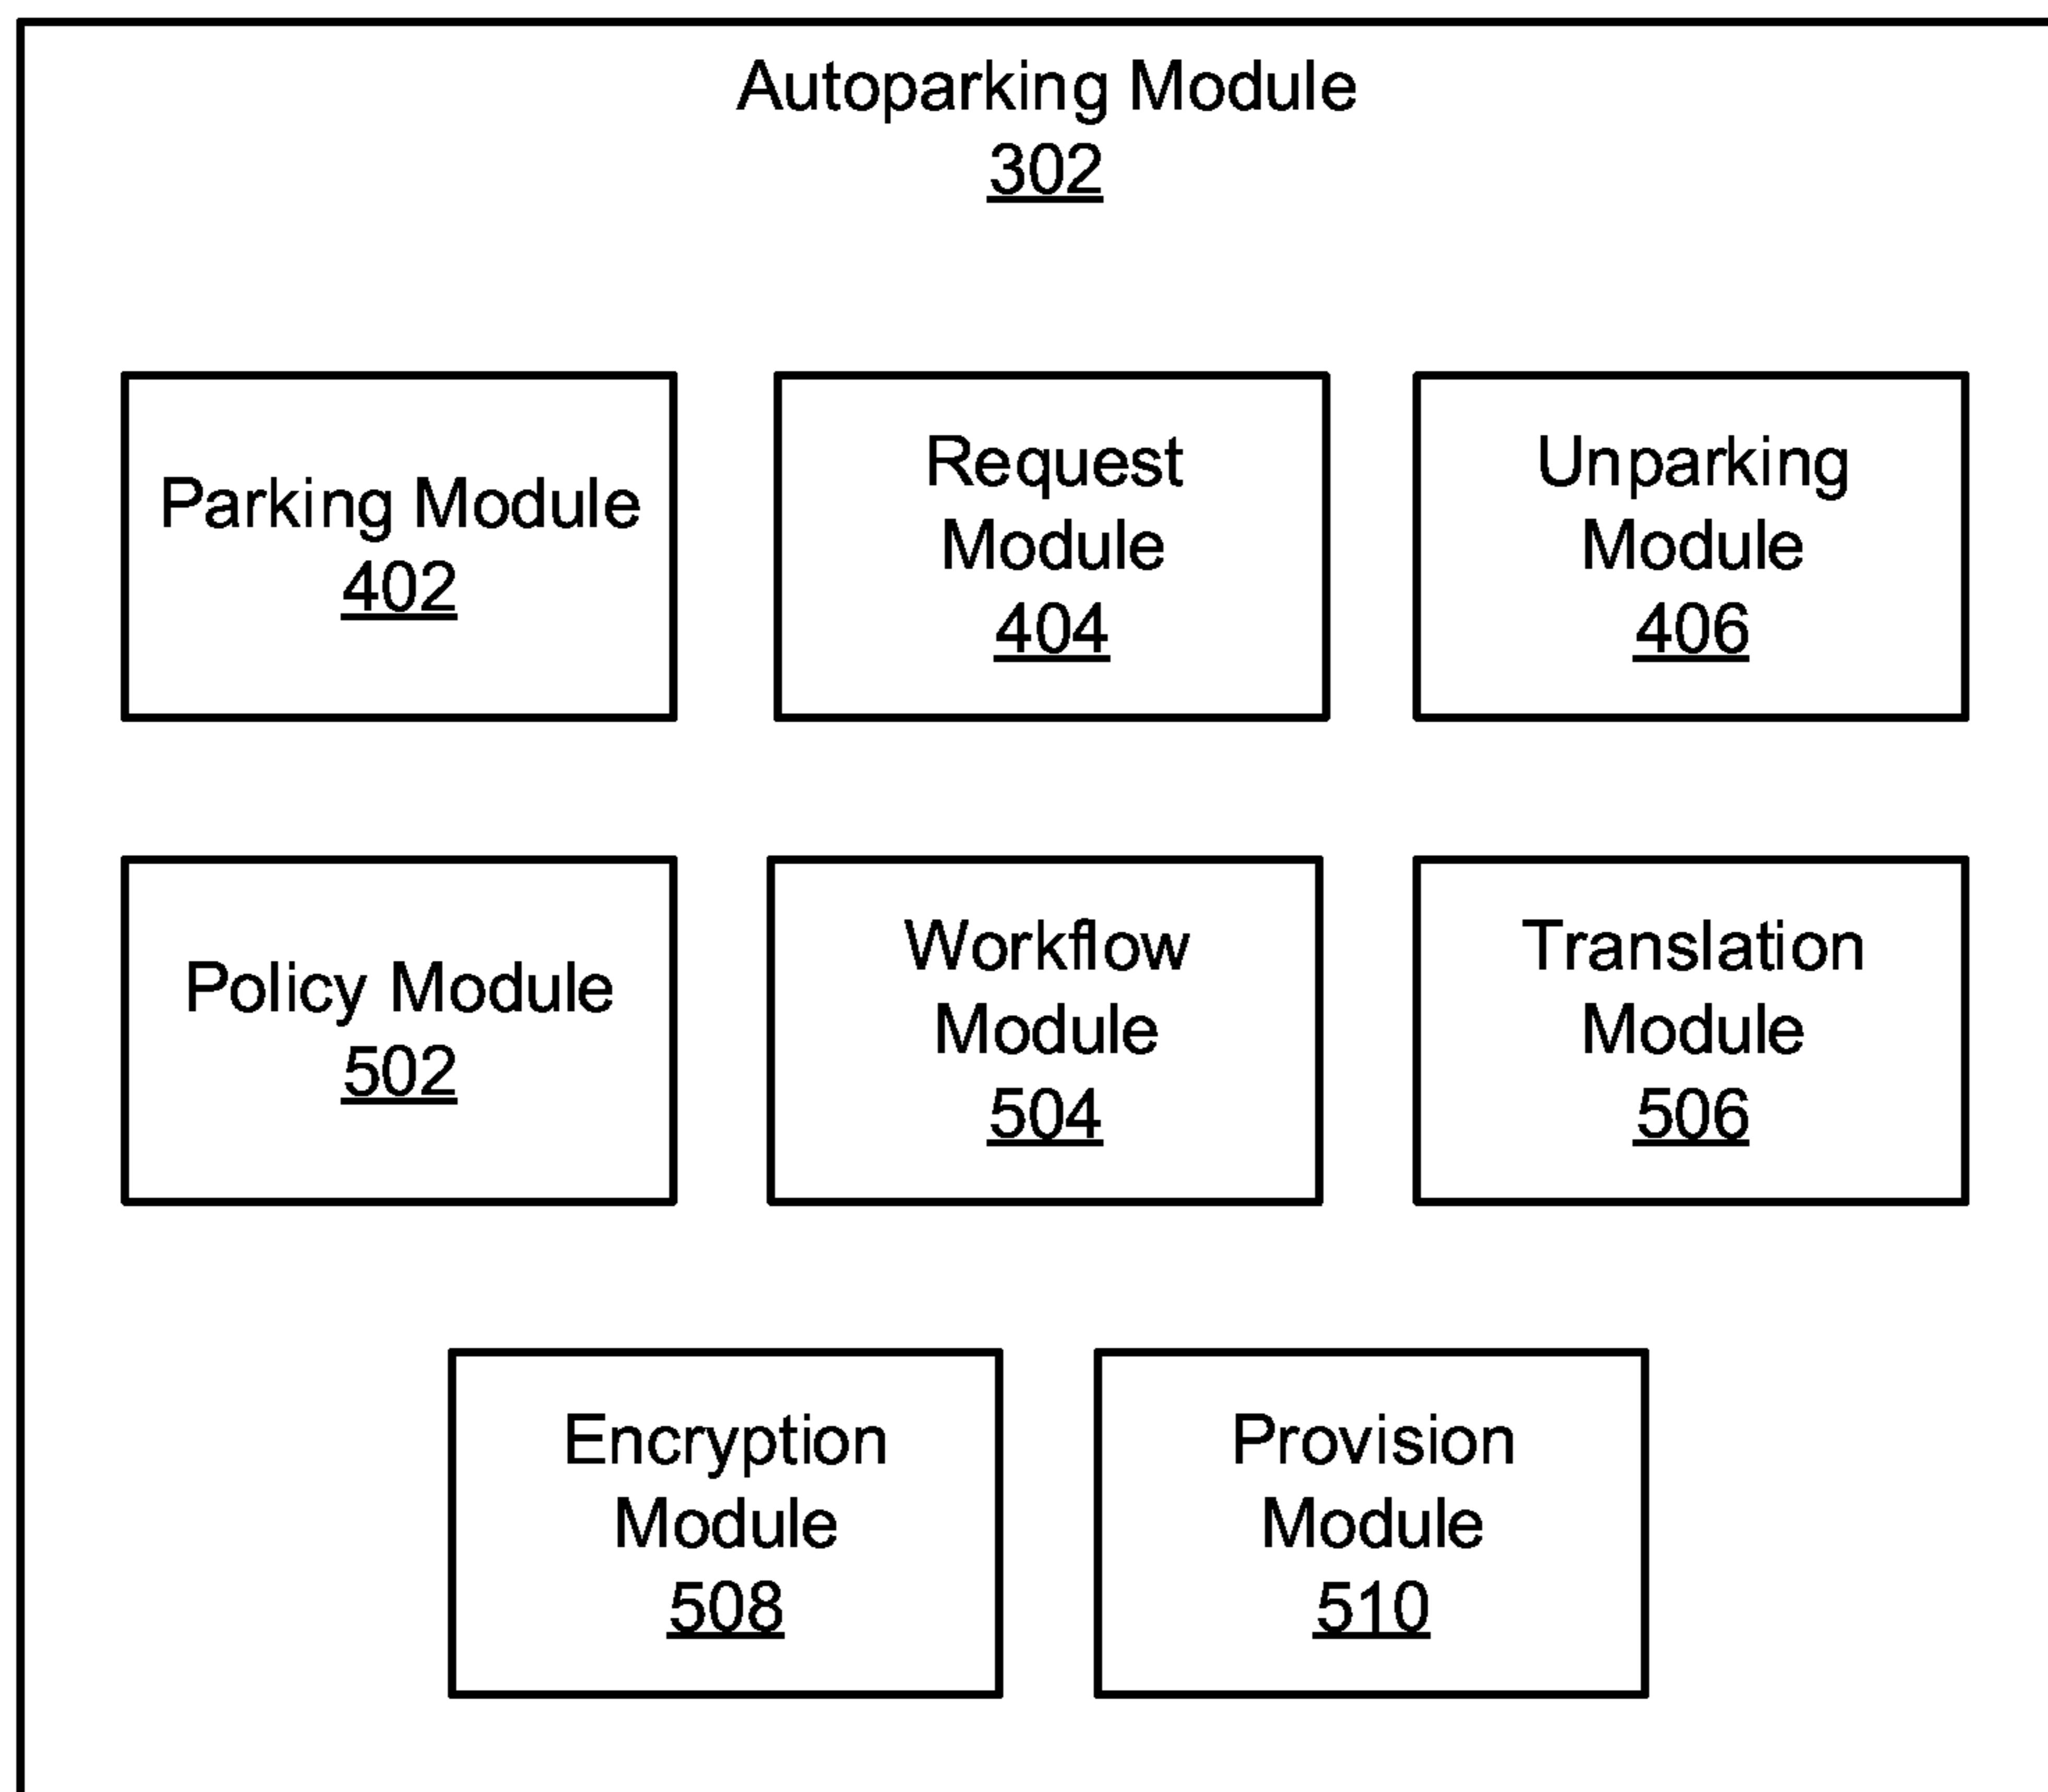 Autoparking Module
302
Parking Module
402
Request
Module
404
Unparking
Module
406
Policy Module
502
Workflow
Module
504
Translation
Module
506
Encryption
Module
508
Provision
Module
510